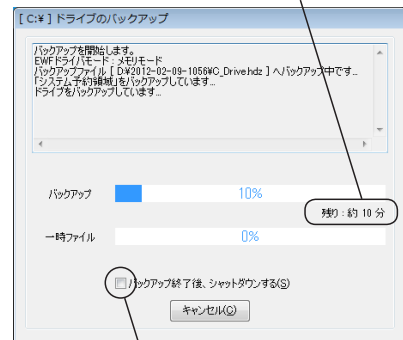 [ C:¥ ] ドライブのバックアップ
バックアップを開始します。
EWFドライバモード : メモリモード
バックアップファイル [ D:¥2012-02-09-1056¥C_Drive.hdz ] へバックアップ中です...
「システム予約領域」をバックアップしています...
ドライブをバックアップしています...
バックアップ 10%
残り : 約 10 分
一時ファイル 0%
バックアップ終了後、シャットダウンする(S)
キャンセル(C)